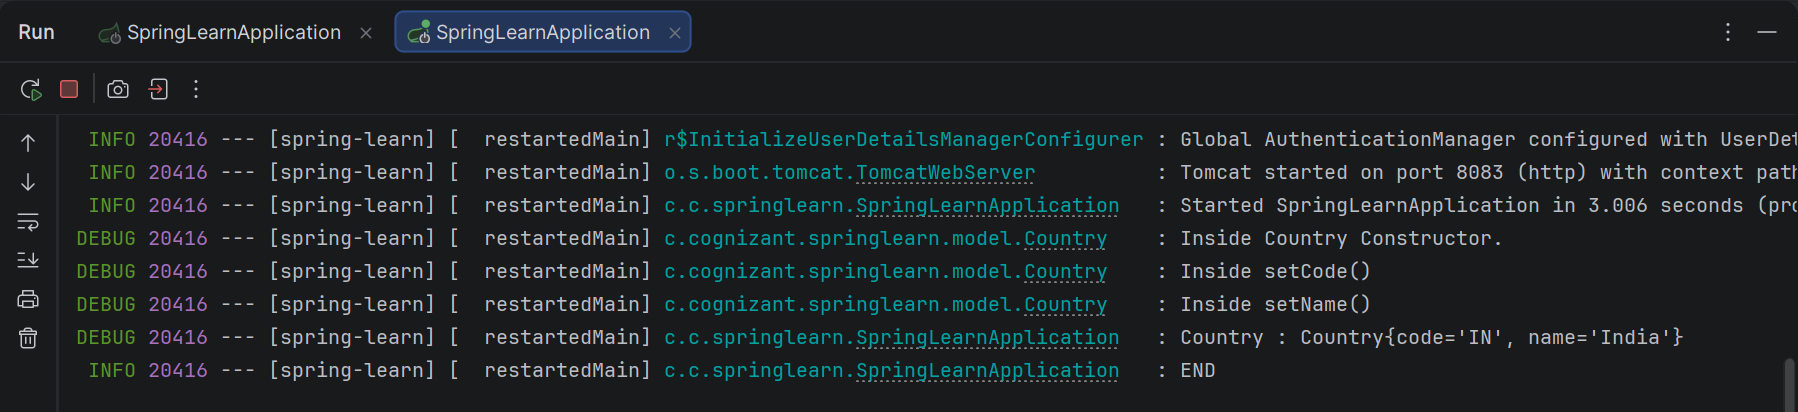 Run SpringLearnApplication SpringLearnApplication
INFO 20416 --- [spring-learn] [  restartedMain] r$InitializeUserDetailsManagerConfigurer : Global AuthenticationManager configured with UserDet
INFO 20416 --- [spring-learn] [  restartedMain] o.s.boot.tomcat.TomcatWebServer          : Tomcat started on port 8083 (http) with context path
INFO 20416 --- [spring-learn] [  restartedMain] c.c.springlearn.SpringLearnApplication   : Started SpringLearnApplication in 3.006 seconds (pro
DEBUG 20416 --- [spring-learn] [  restartedMain] c.cognizant.springlearn.model.Country    : Inside Country Constructor.
DEBUG 20416 --- [spring-learn] [  restartedMain] c.cognizant.springlearn.model.Country    : Inside setCode()
DEBUG 20416 --- [spring-learn] [  restartedMain] c.cognizant.springlearn.model.Country    : Inside setName()
DEBUG 20416 --- [spring-learn] [  restartedMain] c.c.springlearn.SpringLearnApplication   : Country : Country{code='IN', name='India'}
INFO 20416 --- [spring-learn] [  restartedMain] c.c.springlearn.SpringLearnApplication   : END